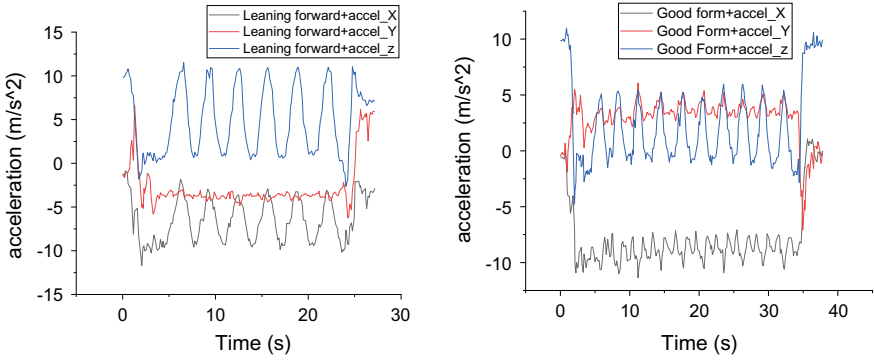 Leaning forward+accel_X
Leaning forward+accel_Y
Leaning forward+accel_z
15
10
5
0
-5
-10
-15
acceleration (m/s^2)
0
10
20
30
Time (s)
Good form+accel_X
Good Form+accel_Y
Good Form+accel_z
10
5
0
-5
-10
acceleration (m/s^2)
0
10
20
30
40
Time (s)